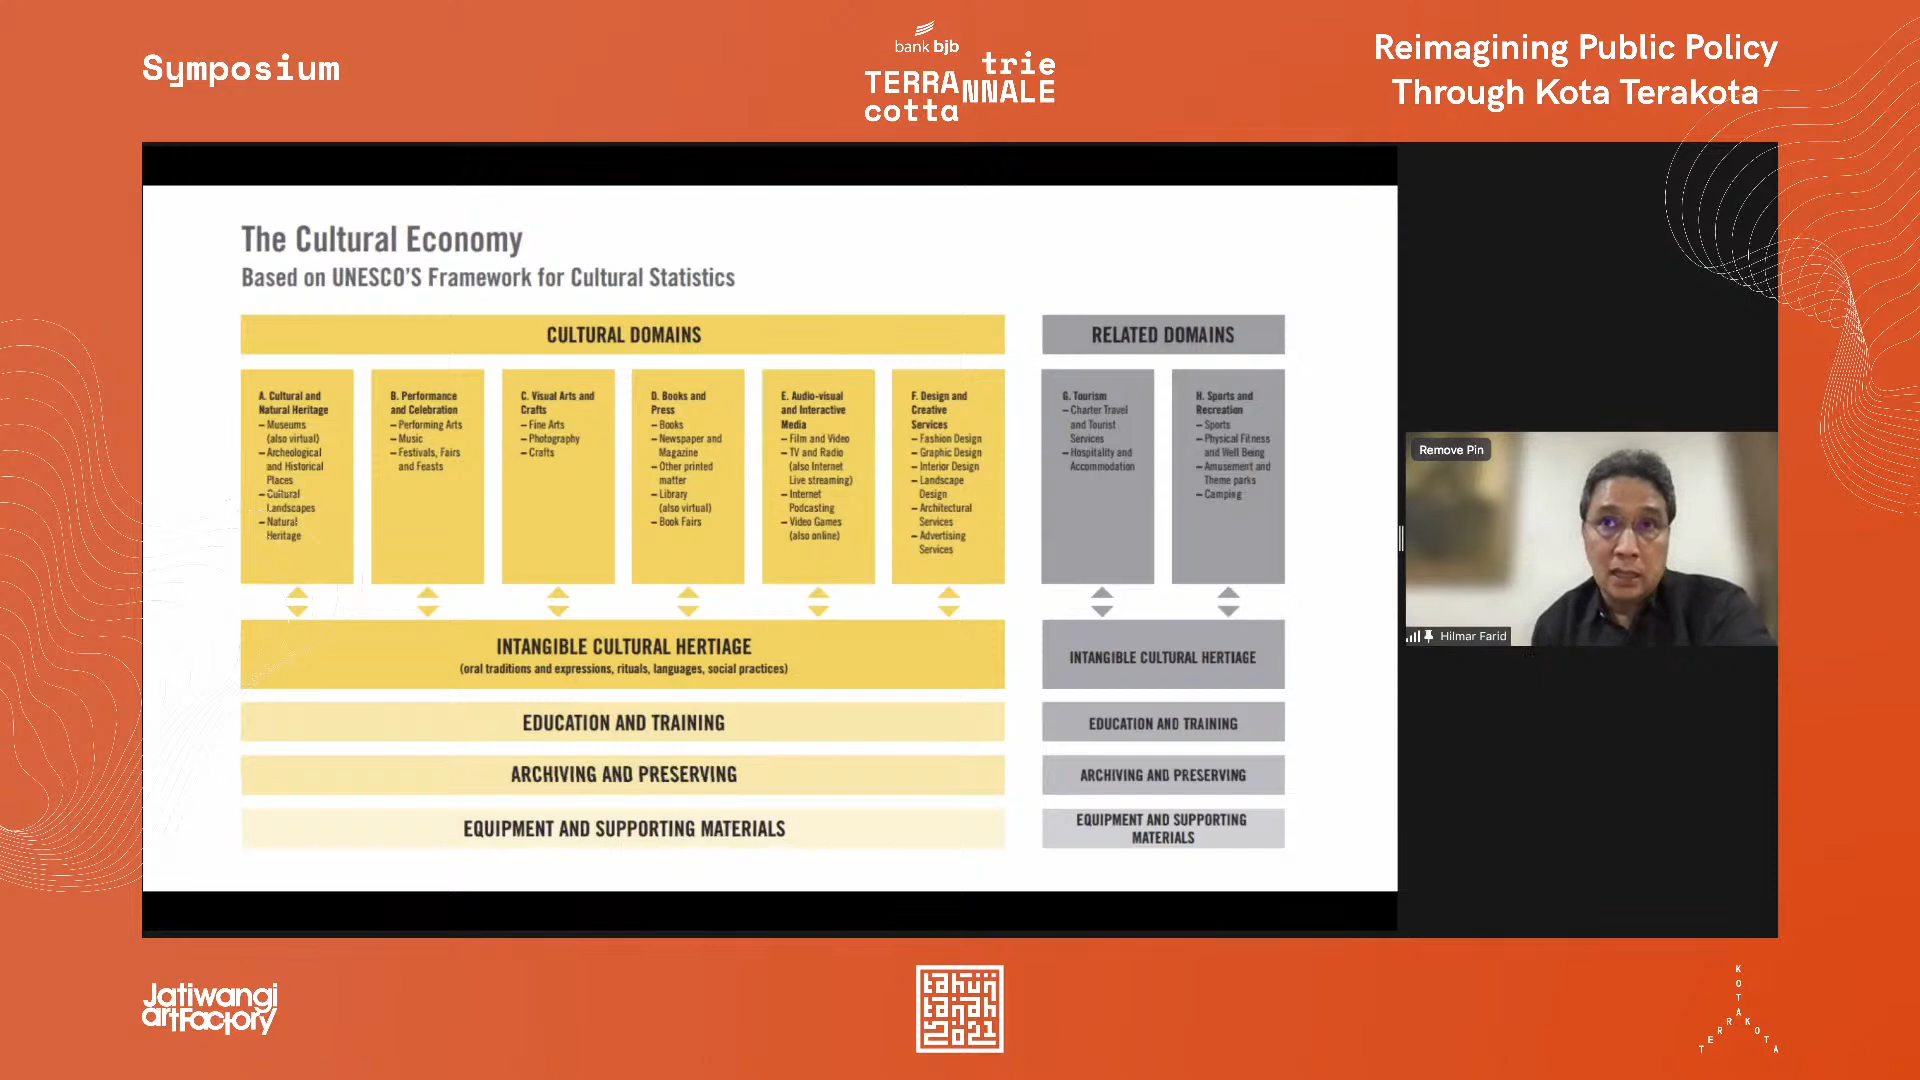 Symposium
bank bjb
TERRA
cotta
trie
NNALE
Reimagining Public Policy
Through Kota Terakota
The Cultural Economy
Based on UNESCO'S Framework for Cultural Statistics
CULTURAL DOMAINS
A. Cultural and
Natural Heritage
– Museums
(also virtual)
– Archeological
and Historical
Places
– Cultural
Landscapes
– Natural
Heritage
B. Performance
and Celebration
– Performing Arts
– Music
– Festivals, Fairs
and Feasts
C. Visual Arts and
Crafts
– Fine Arts
– Photography
– Crafts
D. Books and
Press
– Books
– Newspaper and
Magazine
– Other printed
matter
– Library
(also virtual)
– Book Fairs
E. Audio-visual
and Interactive
Media
– Film and Video
– TV and Radio
(also Internet
Live streaming)
– Internet
Podcasting
– Video Games
(also online)
F. Design and
Creative
Services
– Fashion Design
– Graphic Design
– Interior Design
– Landscape
Design
– Architectural
Services
– Advertising
Services
INTANGIBLE CULTURAL HERTIAGE
(oral traditions and expressions, rituals, languages, social practices)
EDUCATION AND TRAINING
ARCHIVING AND PRESERVING
EQUIPMENT AND SUPPORTING MATERIALS
RELATED DOMAINS
G. Tourism
– Charter Travel
and Tourist
Services
– Hospitality and
Accommodation
H. Sports and
Recreation
– Sports
– Physical Fitness
and Well Being
– Amusement and
Theme parks
– Camping
INTANGIBLE CULTURAL HERTIAGE
EDUCATION AND TRAINING
ARCHIVING AND PRESERVING
EQUIPMENT AND SUPPORTING
MATERIALS
Remove Pin
Hilmar Farid
Jatiwangi
artFactory
tahun
tanah
2021
KOTA
TERRAKOTA